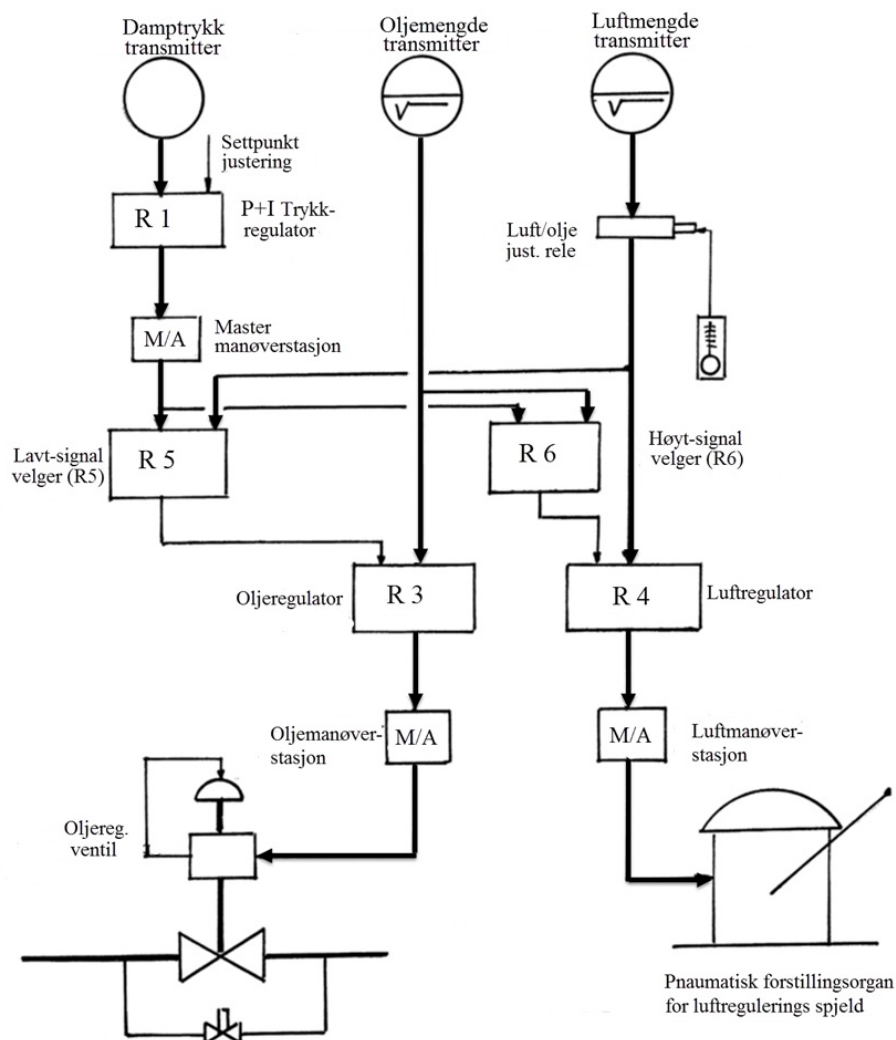 Damptrykk
transmitter
Oljemengde
transmitter
Luftmengde
transmitter
√
√
Settpunkt
justering
R 1
P+I Trykk-
regulator
Luft/olje
just. rele
M/A
Master
manøverstasjon
Lavt-signal
velger (R5)
R 5
R 6
Høyt-signal
velger (R6)
Oljeregulator
R 3
R 4
Luftregulator
Oljemanøver-
stasjon
M/A
M/A
Luftmanøver-
stasjon
Oljereg.
ventil
Pnaumatisk forstillingsorgan
for luftregulerings spjeld